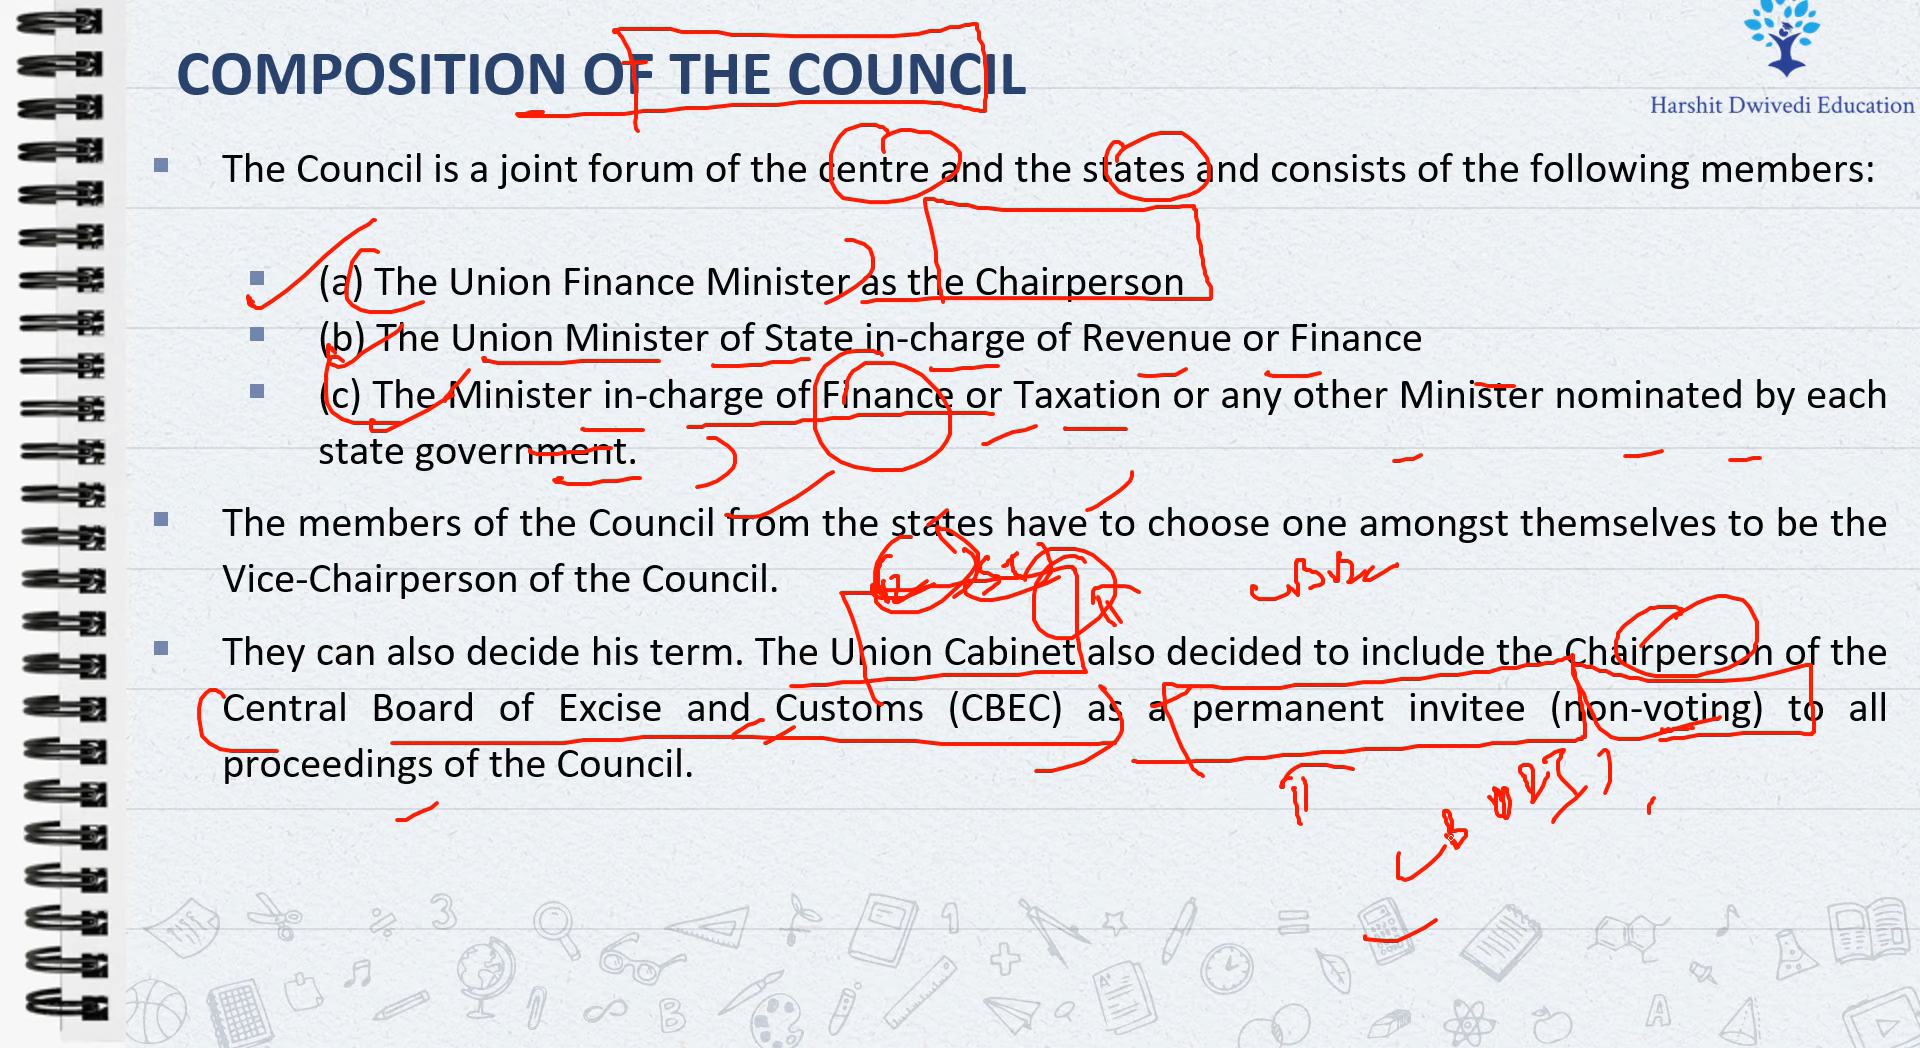 COMPOSITION OF THE COUNCIL
Harshit Dwivedi Education
The Council is a joint forum of the centre and the states and consists of the following members:
(a) The Union Finance Minister as the Chairperson
(b) The Union Minister of State in-charge of Revenue or Finance
(c) The Minister in-charge of Finance or Taxation or any other Minister nominated by each
state government.
The members of the Council from the states have to choose one amongst themselves to be the
Vice-Chairperson of the Council.
They can also decide his term. The Union Cabinet also decided to include the Chairperson of the
Central Board of Excise and Customs (CBEC) as a permanent invitee (non-voting) to all
proceedings of the Council.